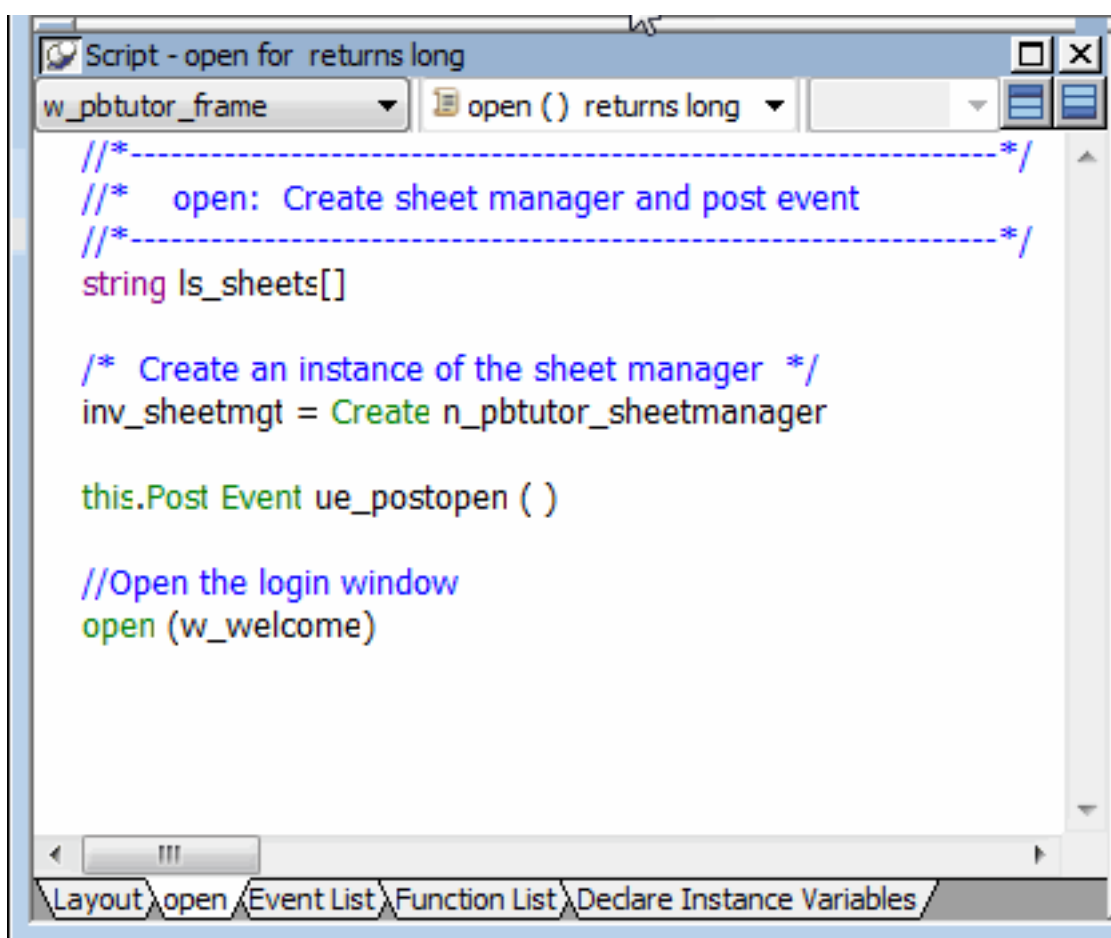 Script - open for returns long
w_pbtutor_frame open ( ) returns long
//*-----------------------------------------------------------------*/
//* open: Create sheet manager and post event
//*-----------------------------------------------------------------*/
string ls_sheets[]
/* Create an instance of the sheet manager */
inv_sheetmgt = Create n_pbtutor_sheetmanager
this.Post Event ue_postopen ( )
//Open the login window
open (w_welcome)
Layout open Event List Function List Declare Instance Variables